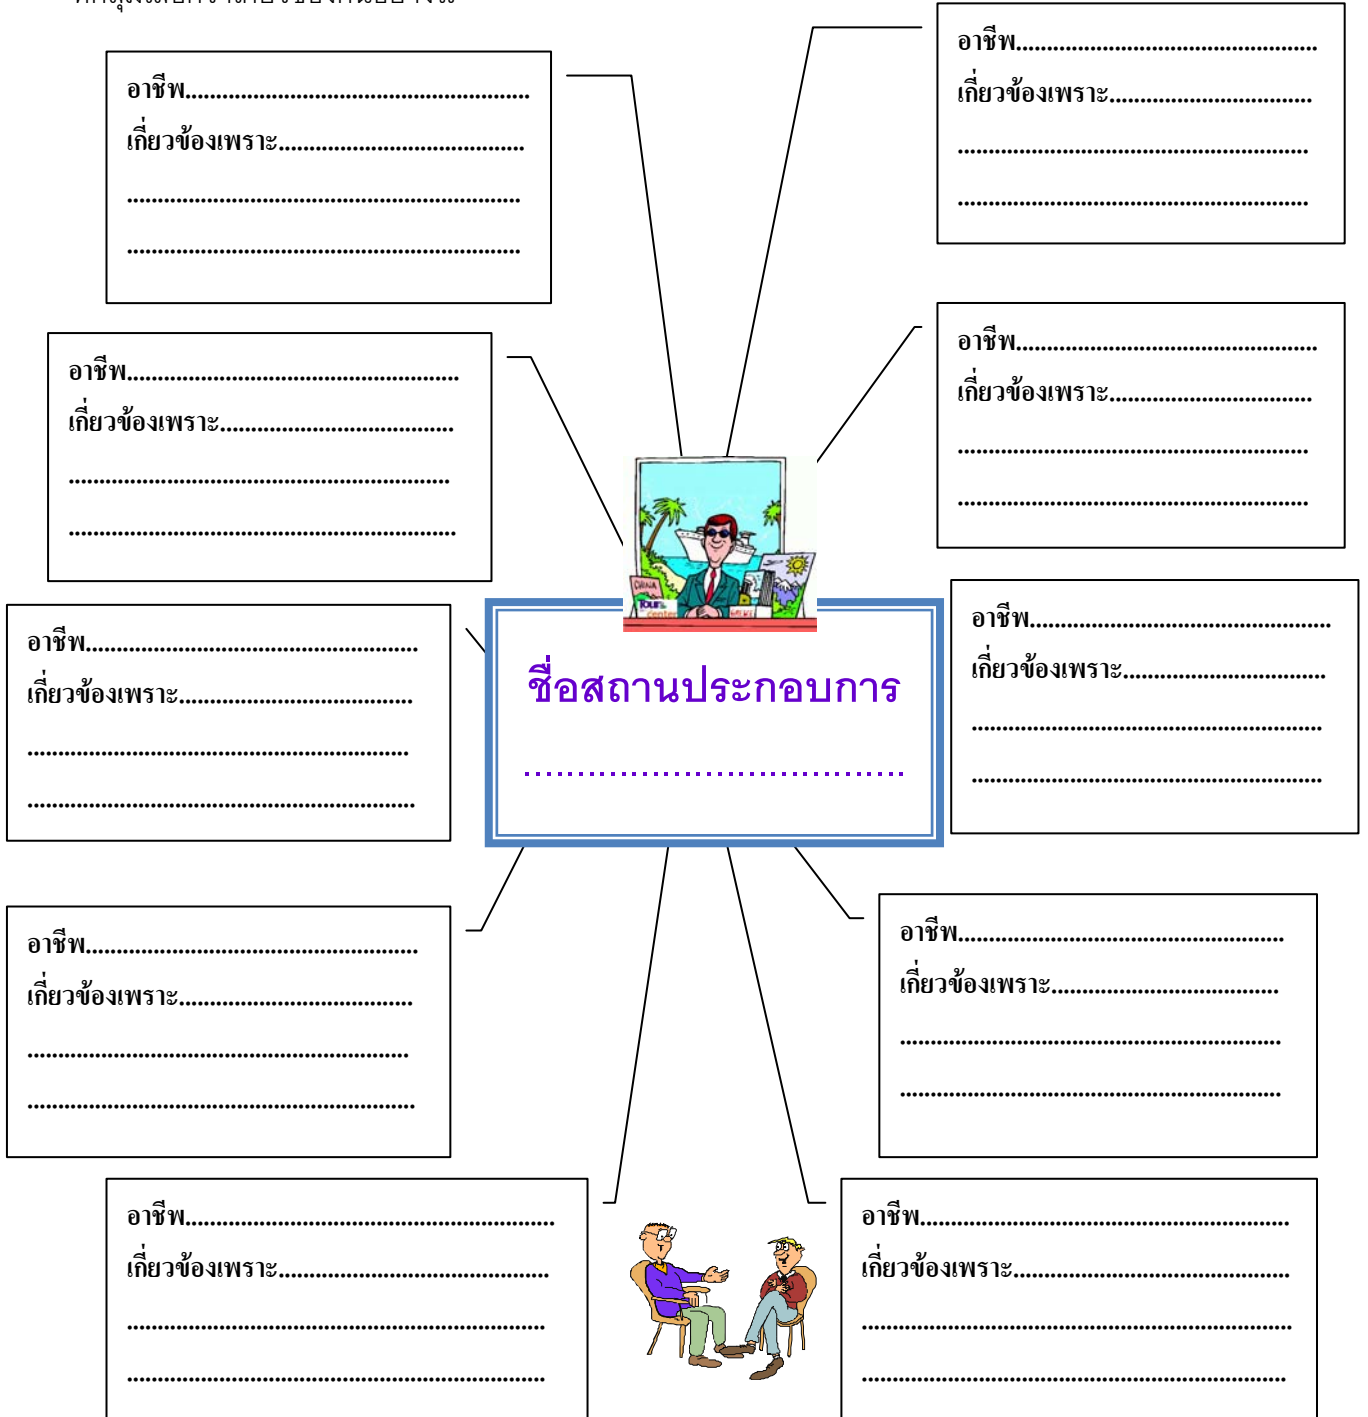 อาชีพ........................................................
เกี่ยวข้องเพราะ........................................
................................................................
................................................................
อาชีพ.................................................
เกี่ยวข้องเพราะ.................................
.........................................................
.........................................................
อาชีพ......................................................
เกี่ยวข้องเพราะ......................................
..............................................................
...............................................................
อาชีพ.................................................
เกี่ยวข้องเพราะ.................................
.........................................................
.........................................................
CHINA
TOUR
center
ชื่อสถานประกอบการ
....................................
อาชีพ......................................................
เกี่ยวข้องเพราะ......................................
..............................................................
...............................................................
อาชีพ.................................................
เกี่ยวข้องเพราะ.................................
.........................................................
.........................................................
อาชีพ......................................................
เกี่ยวข้องเพราะ......................................
..............................................................
...............................................................
อาชีพ.....................................................
เกี่ยวข้องเพราะ.....................................
..............................................................
..............................................................
อาชีพ............................................................
เกี่ยวข้องเพราะ............................................
....................................................................
....................................................................
อาชีพ............................................................
เกี่ยวข้องเพราะ.............................................
......................................................................
.....................................................................